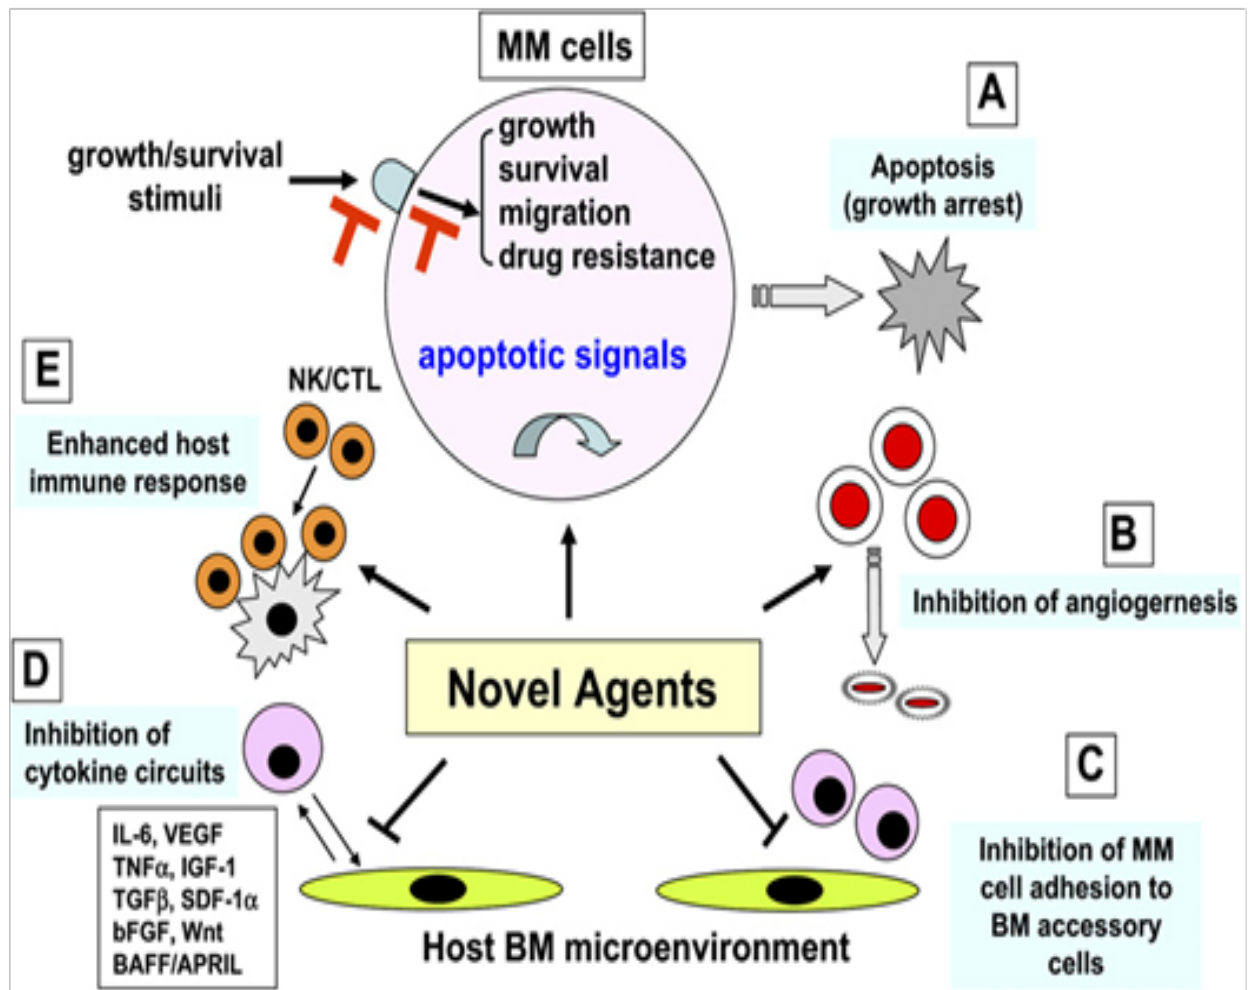 MM cells
growth
survival
migration
drug resistance
growth/survival
stimuli
apoptotic signals
A
Apoptosis
(growth arrest)
E
NK/CTL
Enhanced host
immune response
B
Inhibition of angiogernesis
Novel Agents
D
Inhibition of
cytokine circuits
IL-6, VEGF
TNFα, IGF-1
TGFβ, SDF-1α
bFGF, Wnt
BAFF/APRIL
C
Inhibition of MM
cell adhesion to
BM accessory
cells
Host BM microenvironment